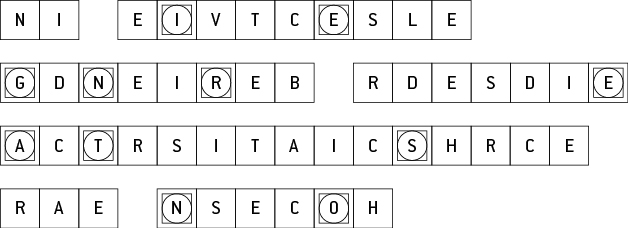 NI EIVTCESLE
GDNEIREB RDESDIE
ACTRSITAICSHRCE
RAE NSECOH